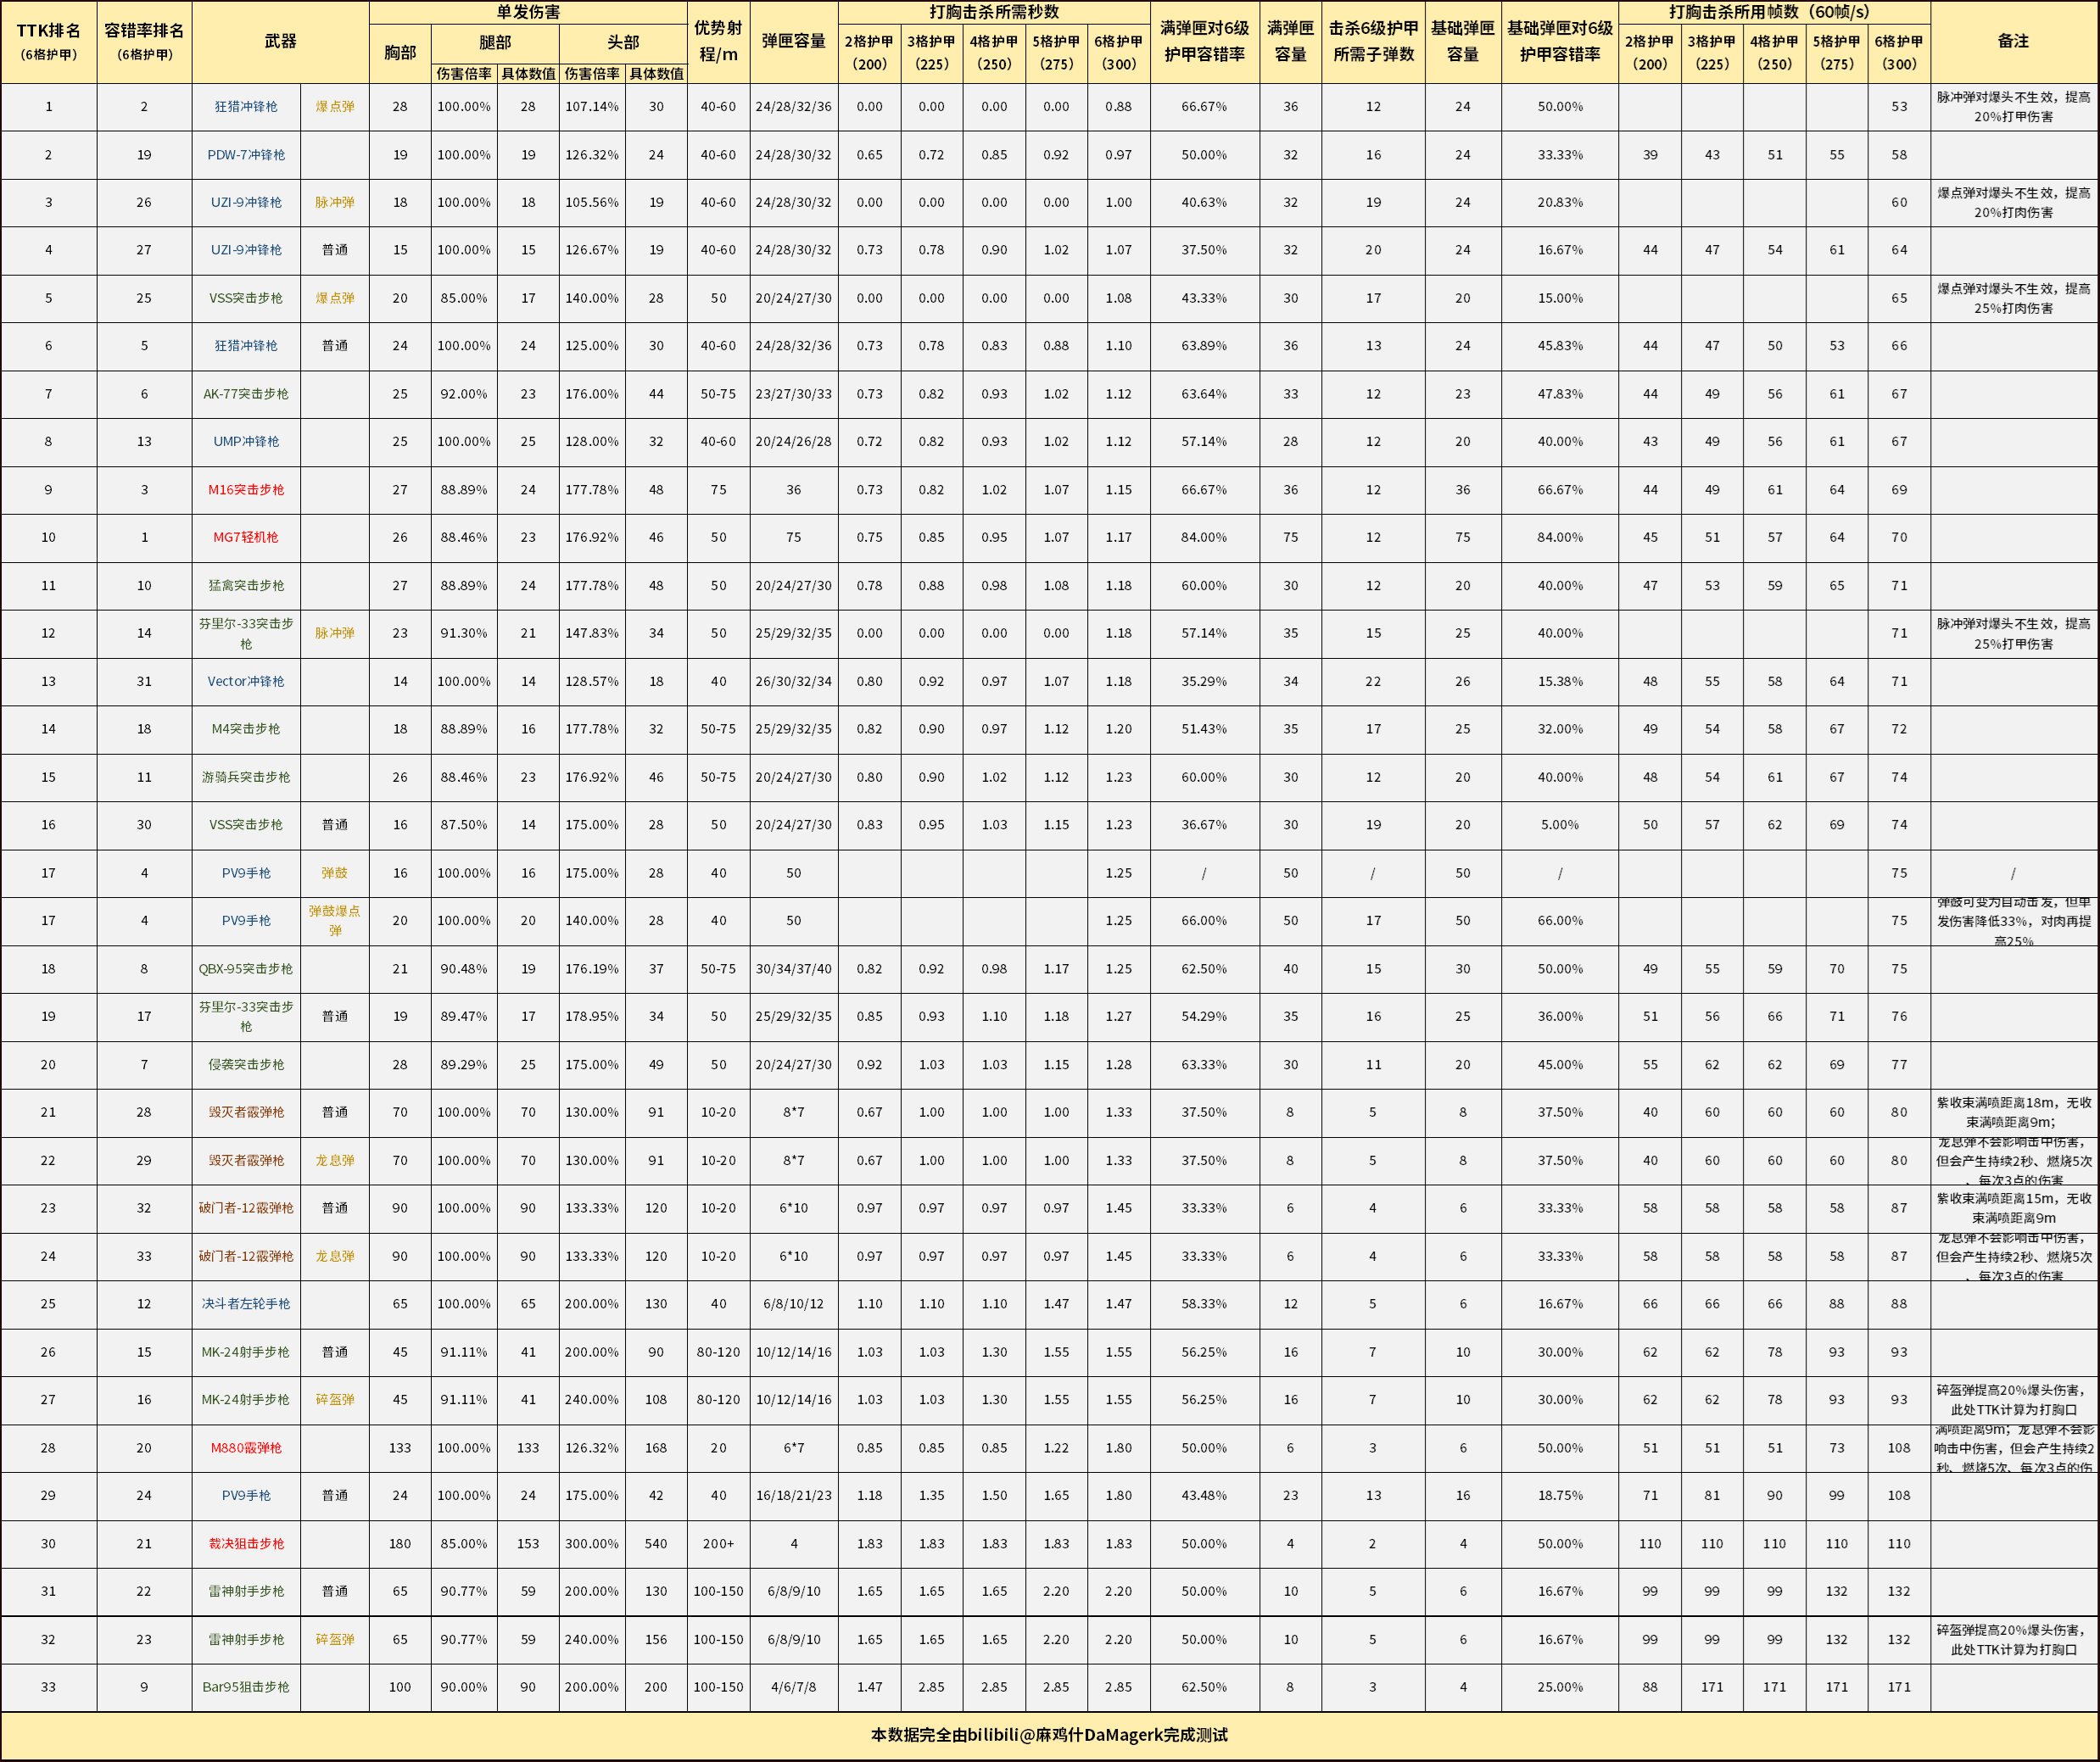 TTK排名
（6格护甲）
容错率排名
（6格护甲）
武器
单发伤害
胸部
腿部
头部
伤害倍率 具体数值 伤害倍率 具体数值
优势射
程/m
弹匣容量
打胸击杀所需秒数
2格护甲 3格护甲 4格护甲 5格护甲 6格护甲
（200） （225） （250） （275） （300）
满弹匣对6级
护甲容错率
满弹匣
容量
击杀6级护甲
所需子弹数
基础弹匣
容量
基础弹匣对6级
护甲容错率
打胸击杀所用帧数（60帧/s）
2格护甲 3格护甲 4格护甲 5格护甲 6格护甲
（200） （225） （250） （275） （300）
备注
1 2 狂猎冲锋枪 爆点弹 28 100.00% 28 107.14% 30 40-60 24/28/32/36 0.00 0.00 0.00 0.00 0.88 66.67% 36 12 24 50.00% 53 脉冲弹对爆头不生效，提高
20%打甲伤害
2 19 PDW-7冲锋枪 19 100.00% 19 126.32% 24 40-60 24/28/30/32 0.65 0.72 0.85 0.92 0.97 50.00% 32 16 24 33.33% 39 43 51 55 58
3 26 UZI-9冲锋枪 脉冲弹 18 100.00% 18 105.56% 19 40-60 24/28/30/32 0.00 0.00 0.00 0.00 1.00 40.63% 32 19 24 20.83% 60 爆点弹对爆头不生效，提高
20%打肉伤害
4 27 UZI-9冲锋枪 普通 15 100.00% 15 126.67% 19 40-60 24/28/30/32 0.73 0.78 0.90 1.02 1.07 37.50% 32 20 24 16.67% 44 47 54 61 64
5 25 VSS突击步枪 爆点弹 20 85.00% 17 140.00% 28 50 20/24/27/30 0.00 0.00 0.00 0.00 1.08 43.33% 30 17 20 15.00% 65 爆点弹对爆头不生效，提高
25%打肉伤害
6 5 狂猎冲锋枪 普通 24 100.00% 24 125.00% 30 40-60 24/28/32/36 0.73 0.78 0.83 0.88 1.10 63.89% 36 13 24 45.83% 44 47 50 53 66
7 6 AK-77突击步枪 25 92.00% 23 176.00% 44 50-75 23/27/30/33 0.73 0.82 0.93 1.02 1.12 63.64% 33 12 23 47.83% 44 49 56 61 67
8 13 UMP冲锋枪 25 100.00% 25 128.00% 32 40-60 20/24/26/28 0.72 0.82 0.93 1.02 1.12 57.14% 28 12 20 40.00% 43 49 56 61 67
9 3 M16突击步枪 27 88.89% 24 177.78% 48 75 36 0.73 0.82 1.02 1.07 1.15 66.67% 36 12 36 66.67% 44 49 61 64 69
10 1 MG7轻机枪 26 88.46% 23 176.92% 46 50 75 0.75 0.85 0.95 1.07 1.17 84.00% 75 12 75 84.00% 45 51 57 64 70
11 10 猛禽突击步枪 27 88.89% 24 177.78% 48 50 20/24/27/30 0.78 0.88 0.98 1.08 1.18 60.00% 30 12 20 40.00% 47 53 59 65 71
12 14 芬里尔-33突击步
枪 脉冲弹 23 91.30% 21 147.83% 34 50 25/29/32/35 0.00 0.00 0.00 0.00 1.18 57.14% 35 15 25 40.00% 71 脉冲弹对爆头不生效，提高
25%打甲伤害
13 31 Vector冲锋枪 14 100.00% 14 128.57% 18 40 26/30/32/34 0.80 0.92 0.97 1.07 1.18 35.29% 34 22 26 15.38% 48 55 58 64 71
14 18 M4突击步枪 18 88.89% 16 177.78% 32 50-75 25/29/32/35 0.82 0.90 0.97 1.12 1.20 51.43% 35 17 25 32.00% 49 54 58 67 72
15 11 游骑兵突击步枪 26 88.46% 23 176.92% 46 50-75 20/24/27/30 0.80 0.90 1.02 1.12 1.23 60.00% 30 12 20 40.00% 48 54 61 67 74
16 30 VSS突击步枪 普通 16 87.50% 14 175.00% 28 50 20/24/27/30 0.83 0.95 1.03 1.15 1.23 36.67% 30 19 20 5.00% 50 57 62 69 74
17 4 PV9手枪 弹鼓 16 100.00% 16 175.00% 28 40 50 1.25 / 50 / 50 / 75 /
17 4 PV9手枪 弹鼓爆点
弹 20 100.00% 20 140.00% 28 40 50 1.25 66.00% 50 17 50 66.00% 75 弹鼓可变为自动击发，但单
发伤害降低33%，对肉再提
高25%
18 8 QBX-95突击步枪 21 90.48% 19 176.19% 37 50-75 30/34/37/40 0.82 0.92 0.98 1.17 1.25 62.50% 40 15 30 50.00% 49 55 59 70 75
19 17 芬里尔-33突击步
枪 普通 19 89.47% 17 178.95% 34 50 25/29/32/35 0.85 0.93 1.10 1.18 1.27 54.29% 35 16 25 36.00% 51 56 66 71 76
20 7 侵袭突击步枪 28 89.29% 25 175.00% 49 50 20/24/27/30 0.92 1.03 1.03 1.15 1.28 63.33% 30 11 20 45.00% 55 62 62 69 77
21 28 毁灭者霰弹枪 普通 70 100.00% 70 130.00% 91 10-20 8*7 0.67 1.00 1.00 1.00 1.33 37.50% 8 5 8 37.50% 40 60 60 60 80 紫收束满喷距离18m，无收
束满喷距离9m；
22 29 毁灭者霰弹枪 龙息弹 70 100.00% 70 130.00% 91 10-20 8*7 0.67 1.00 1.00 1.00 1.33 37.50% 8 5 8 37.50% 40 60 60 60 80 龙息弹不会影响击中伤害，
但会产生持续2秒、燃烧5次
、每次3点的伤害
23 32 破门者-12霰弹枪 普通 90 100.00% 90 133.33% 120 10-20 6*10 0.97 0.97 0.97 0.97 1.45 33.33% 6 4 6 33.33% 58 58 58 58 87 紫收束满喷距离15m，无收
束满喷距离9m
24 33 破门者-12霰弹枪 龙息弹 90 100.00% 90 133.33% 120 10-20 6*10 0.97 0.97 0.97 0.97 1.45 33.33% 6 4 6 33.33% 58 58 58 58 87 龙息弹不会影响击中伤害，
但会产生持续2秒、燃烧5次
、每次3点的伤害
25 12 决斗者左轮手枪 65 100.00% 65 200.00% 130 40 6/8/10/12 1.10 1.10 1.10 1.47 1.47 58.33% 12 5 6 16.67% 66 66 66 88 88
26 15 MK-24射手步枪 普通 45 91.11% 41 200.00% 90 80-120 10/12/14/16 1.03 1.03 1.30 1.55 1.55 56.25% 16 7 10 30.00% 62 62 78 93 93
27 16 MK-24射手步枪 碎盔弹 45 91.11% 41 240.00% 108 80-120 10/12/14/16 1.03 1.03 1.30 1.55 1.55 56.25% 16 7 10 30.00% 62 62 78 93 93 碎盔弹提高20%爆头伤害，
此处TTK计算为打胸口
28 20 M880霰弹枪 133 100.00% 133 126.32% 168 20 6*7 0.85 0.85 0.85 1.22 1.80 50.00% 6 3 6 50.00% 51 51 51 73 108 满喷距离9m；龙息弹不会影
响击中伤害，但会产生持续2
秒、燃烧5次、每次3点的伤
29 24 PV9手枪 普通 24 100.00% 24 175.00% 42 40 16/18/21/23 1.18 1.35 1.50 1.65 1.80 43.48% 23 13 16 18.75% 71 81 90 99 108
30 21 裁决狙击步枪 180 85.00% 153 300.00% 540 200+ 4 1.83 1.83 1.83 1.83 1.83 50.00% 4 2 4 50.00% 110 110 110 110 110
31 22 雷神射手步枪 普通 65 90.77% 59 200.00% 130 100-150 6/8/9/10 1.65 1.65 1.65 2.20 2.20 50.00% 10 5 6 16.67% 99 99 99 132 132
32 23 雷神射手步枪 碎盔弹 65 90.77% 59 240.00% 156 100-150 6/8/9/10 1.65 1.65 1.65 2.20 2.20 50.00% 10 5 6 16.67% 99 99 99 132 132 碎盔弹提高20%爆头伤害，
此处TTK计算为打胸口
33 9 Bar95狙击步枪 100 90.00% 90 200.00% 200 100-150 4/6/7/8 1.47 2.85 2.85 2.85 2.85 62.50% 8 3 4 25.00% 88 171 171 171 171
本数据完全由bilibili@麻鸡什DaMagerk完成测试